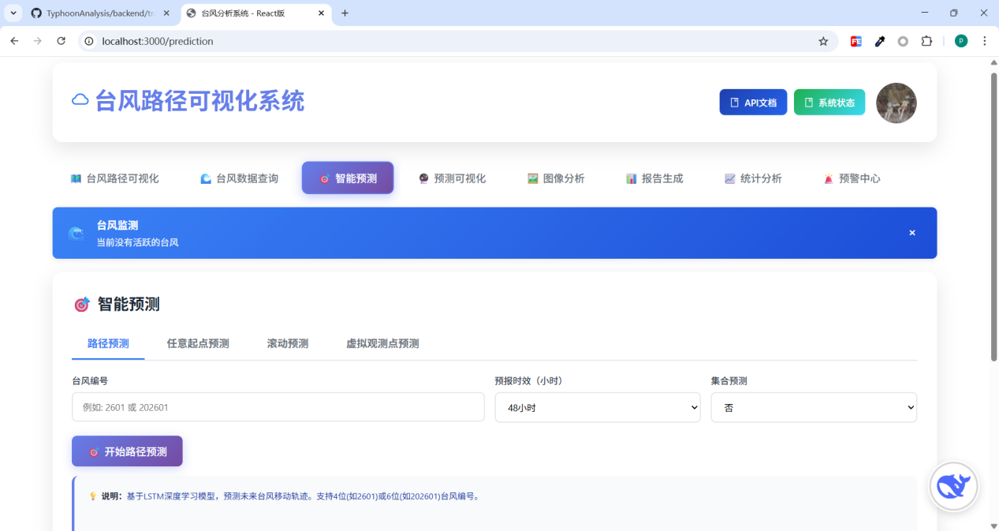 TyphoonAnalysis/backend/tra
台风分析系统 - React版
localhost:3000/prediction
FE
P
台风路径可视化系统
API文档
系统状态
台风路径可视化
台风数据查询
智能预测
预测可视化
图像分析
报告生成
统计分析
预警中心
台风监测
当前没有活跃的台风
智能预测
路径预测
任意起点预测
滚动预测
虚拟观测点预测
台风编号
预报时效（小时）
集合预测
例如: 2601 或 202601
48小时
否
开始路径预测
说明：基于LSTM深度学习模型，预测未来台风移动轨迹。支持4位(如2601)或6位(如202601)台风编号。